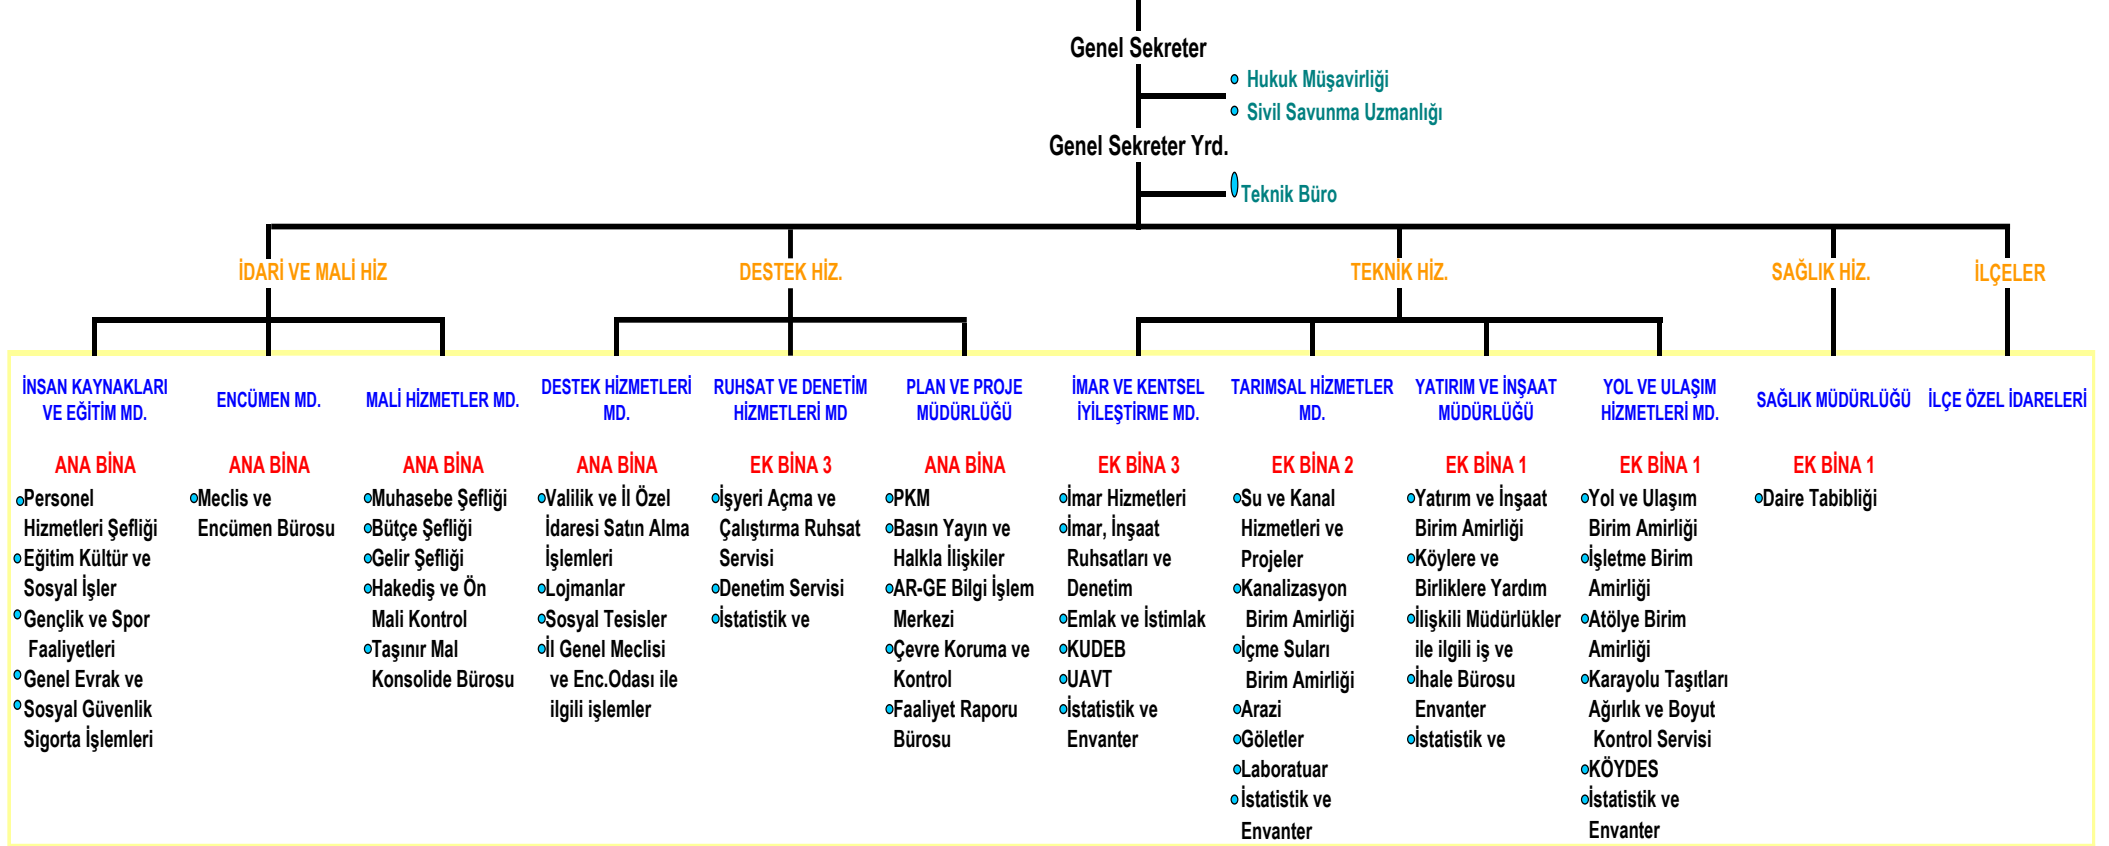 Genel Sekreter
Hukuk Müşavirliği
Sivil Savunma Uzmanlığı
Genel Sekreter Yrd.
Teknik Büro
İDARİ VE MALİ HİZ
DESTEK HİZ.
TEKNİK HİZ.
SAĞLIK HİZ.
İLÇELER
İNSAN KAYNAKLARI
VE EĞİTİM MD.
ANA BİNA
Personel
Hizmetleri Şefliği
Eğitim Kültür ve
Sosyal İşler
Gençlik ve Spor
Faaliyetleri
Genel Evrak ve
Sosyal Güvenlik
Sigorta İşlemleri
ENCÜMEN MD.
ANA BİNA
Meclis ve
Encümen Bürosu
MALİ HİZMETLER MD.
ANA BİNA
Muhasebe Şefliği
Bütçe Şefliği
Gelir Şefliği
Hakediş ve Ön
Mali Kontrol
Taşınır Mal
Konsolide Bürosu
DESTEK HİZMETLERİ
MD.
ANA BİNA
Valilik ve İl Özel
İdaresi Satın Alma
İşlemleri
Lojmanlar
Sosyal Tesisler
İl Genel Meclisi
ve Enc.Odası ile
ilgili işlemler
RUHSAT VE DENETİM
HİZMETLERİ MD
EK BİNA 3
İşyeri Açma ve
Çalıştırma Ruhsat
Servisi
Denetim Servisi
İstatistik ve
PLAN VE PROJE
MÜDÜRLÜĞÜ
ANA BİNA
PKM
Basın Yayın ve
Halkla İlişkiler
AR-GE Bilgi İşlem
Merkezi
Çevre Koruma ve
Kontrol
Faaliyet Raporu
Bürosu
İMAR VE KENTSEL
İYİLEŞTİRME MD.
EK BİNA 3
İmar Hizmetleri
İmar, İnşaat
Ruhsatları ve
Denetim
Emlak ve İstimlak
KUDEB
UAVT
İstatistik ve
Envanter
TARIMSAL HİZMETLER
MD.
EK BİNA 2
Su ve Kanal
Hizmetleri ve
Projeler
Kanalizasyon
Birim Amirliği
İçme Suları
Birim Amirliği
Arazi
Göletler
Laboratuar
İstatistik ve
Envanter
YATIRIM VE İNŞAAT
MÜDÜRLÜĞÜ
EK BİNA 1
Yatırım ve İnşaat
Birim Amirliği
Köylere ve
Birliklere Yardım
İlişkili Müdürlükler
ile ilgili iş ve
İhale Bürosu
Envanter
İstatistik ve
YOL VE ULAŞIM
HİZMETLERİ MD.
EK BİNA 1
Yol ve Ulaşım
Birim Amirliği
İşletme Birim
Amirliği
Atölye Birim
Amirliği
Karayolu Taşıtları
Ağırlık ve Boyut
Kontrol Servisi
KÖYDES
İstatistik ve
Envanter
SAĞLIK MÜDÜRLÜĞÜ
EK BİNA 1
Daire Tabibliği
İLÇE ÖZEL İDARELERİ